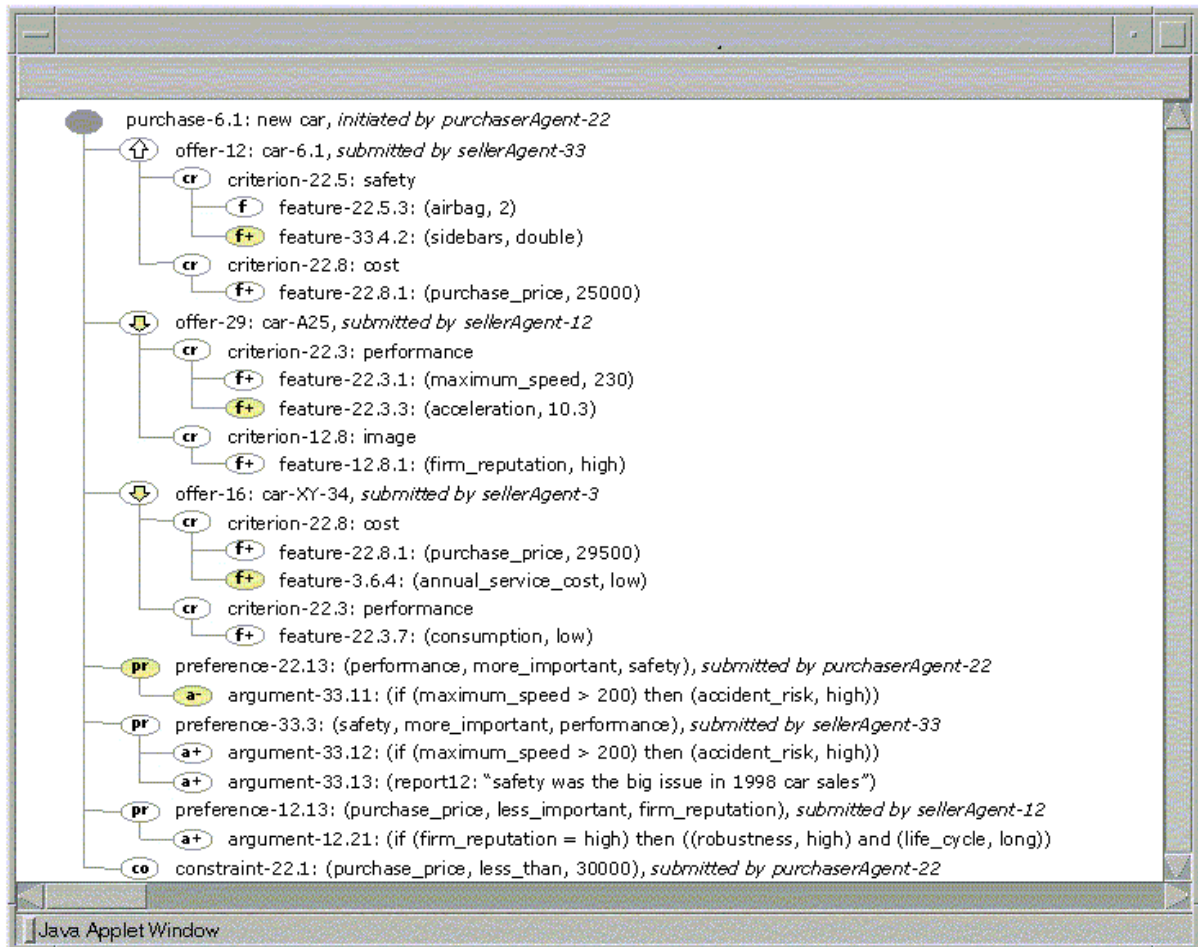 purchase-6.1: new car, initiated by purchaserAgent-22
offer-12: car-6.1, submitted by sellerAgent-33
cr criterion-22.5: safety
f feature-22.5.3: (airbag, 2)
f+ feature-33.4.2: (sidebars, double)
cr criterion-22.8: cost
f+ feature-22.8.1: (purchase_price, 25000)
offer-29: car-A25, submitted by sellerAgent-12
cr criterion-22.3: performance
f+ feature-22.3.1: (maximum_speed, 230)
f+ feature-22.3.3: (acceleration, 10.3)
cr criterion-12.8: image
f+ feature-12.8.1: (firm_reputation, high)
offer-16: car-XY-34, submitted by sellerAgent-3
cr criterion-22.8: cost
f+ feature-22.8.1: (purchase_price, 29500)
f+ feature-3.6.4: (annual_service_cost, low)
cr criterion-22.3: performance
f+ feature-22.3.7: (consumption, low)
pr preference-22.13: (performance, more_important, safety), submitted by purchaserAgent-22
a- argument-33.11: (if (maximum_speed > 200) then (accident_risk, high))
pr preference-33.3: (safety, more_important, performance), submitted by sellerAgent-33
a+ argument-33.12: (if (maximum_speed > 200) then (accident_risk, high))
a+ argument-33.13: (report12: “safety was the big issue in 1998 car sales”)
pr preference-12.13: (purchase_price, less_important, firm_reputation), submitted by sellerAgent-12
a+ argument-12.21: (if (firm_reputation = high) then ((robustness, high) and (life_cycle, long))
co constraint-22.1: (purchase_price, less_than, 30000), submitted by purchaserAgent-22
Java Applet Window